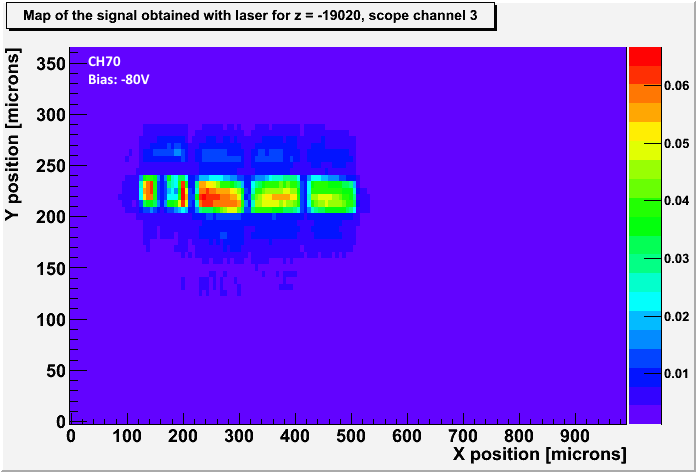 Map of the signal obtained with laser for z = -19020, scope channel 3
Y position [microns]
350
300
250
200
150
100
50
0
CH70
Bias: -80V
0.06
0.05
0.04
0.03
0.02
0.01
0 100 200 300 400 500 600 700 800 900
X position [microns]